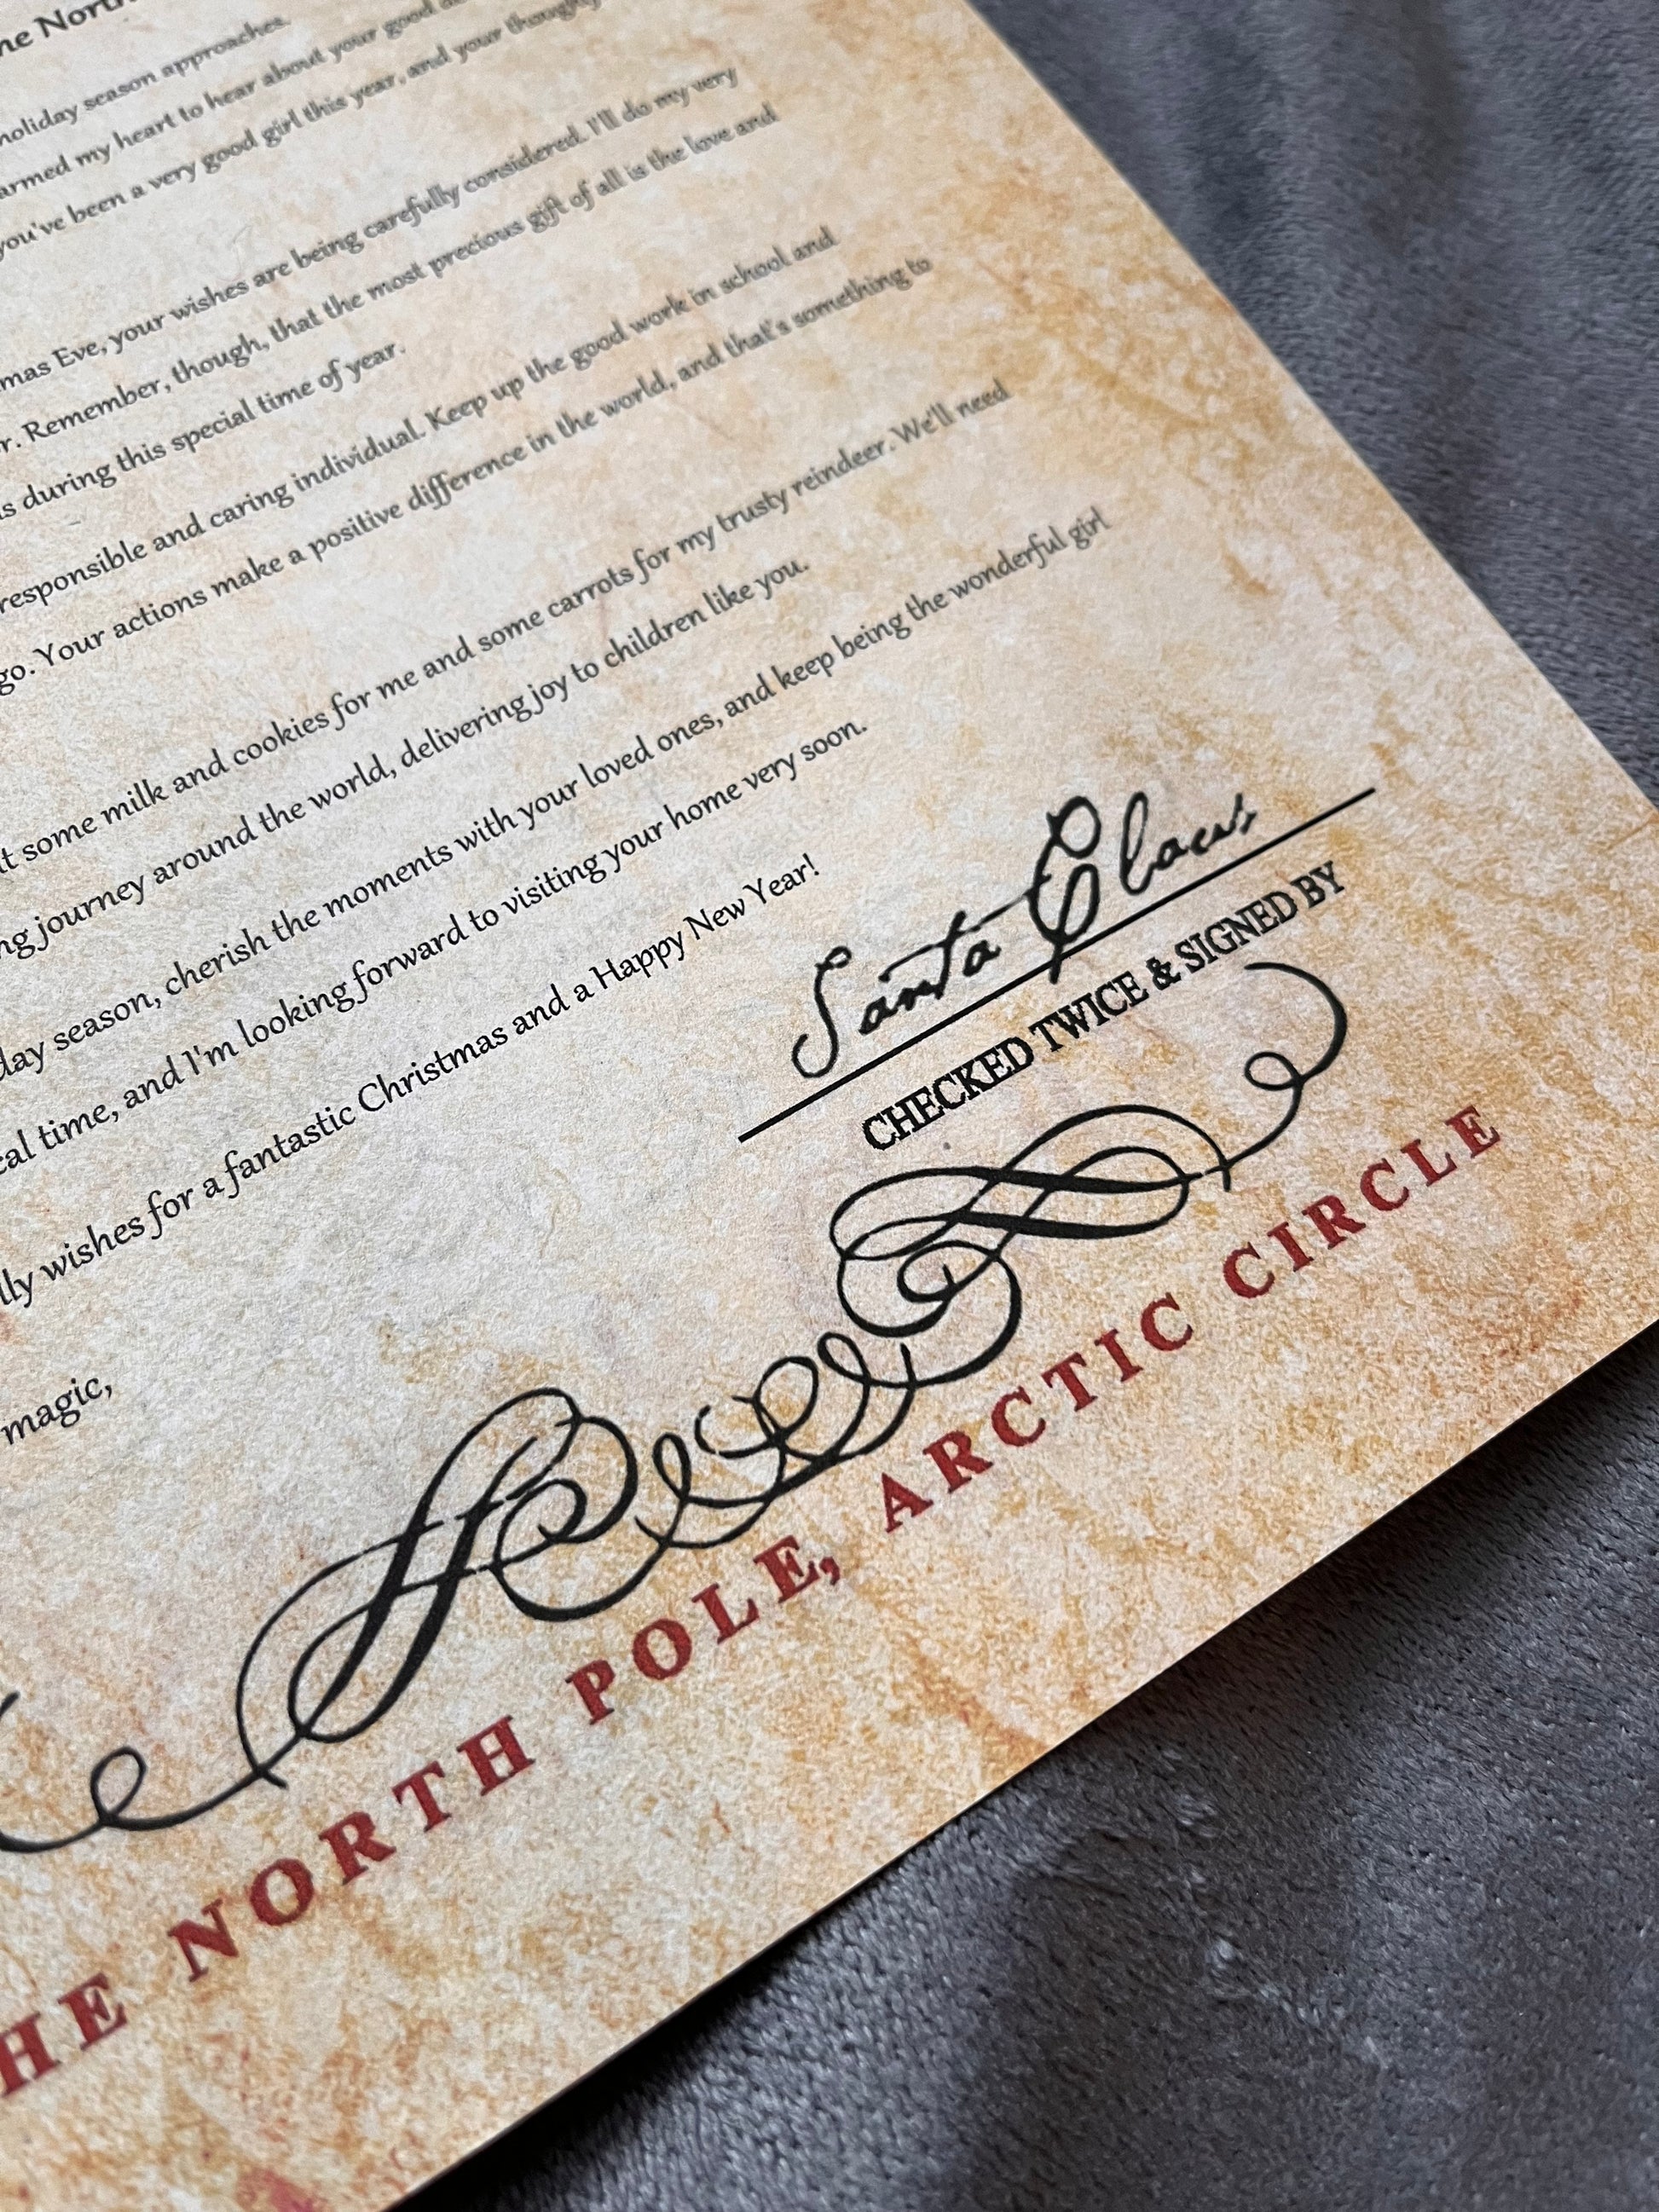 he North
holiday season approaches.
armed my heart to hear about your good
you've been a very good girl this year, and your thoughtf
mas Eve, your wishes are being carefully considered. I'll do my very
r. Remember, though, that the most precious gift of all is the love and
s during this special time of year.
responsible and caring individual. Keep up the good work in school and
go. Your actions make a positive difference in the world, and that's something to
t some milk and cookies for me and some carrots for my trusty reindeer. We'll need
ng journey around the world, delivering joy to children like you.
day season, cherish the moments with your loved ones, and keep being the wonderful girl
cal time, and I'm looking forward to visiting your home very soon.
lly wishes for a fantastic Christmas and a Happy New Year!
magic,
Santa Claus
CHECKED TWICE & SIGNED BY
HE NORTH POLE, ARCTIC CIRCLE